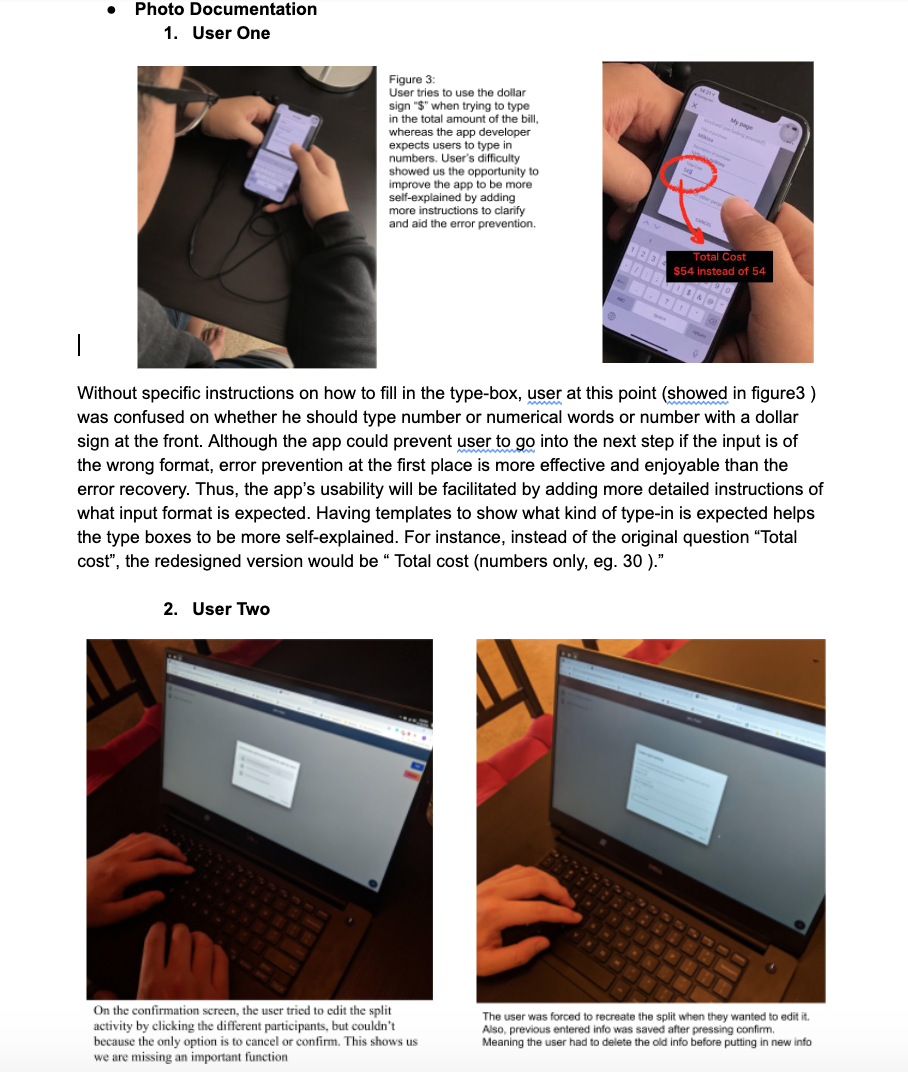 ● Photo Documentation
1. User One
Figure 3:
User tries to use the dollar
sign "$" when trying to type
in the total amount of the bill,
whereas the app developer
expects users to type in
numbers. User's difficulty
showed us the opportunity to
improve the app to be more
self-explained by adding
more instructions to clarify
and aid the error prevention.
My page
Total Cost
$54 instead of 54
Without specific instructions on how to fill in the type-box, user at this point (showed in figure3 )
was confused on whether he should type number or numerical words or number with a dollar
sign at the front. Although the app could prevent user to go into the next step if the input is of
the wrong format, error prevention at the first place is more effective and enjoyable than the
error recovery. Thus, the app's usability will be facilitated by adding more detailed instructions of
what input format is expected. Having templates to show what kind of type-in is expected helps
the type boxes to be more self-explained. For instance, instead of the original question “Total
cost”, the redesigned version would be “ Total cost (numbers only, eg. 30 ).”
2. User Two
On the confirmation screen, the user tried to edit the split
activity by clicking the different participants, but couldn't
because the only option is to cancel or confirm. This shows us
we are missing an important function
The user was forced to recreate the split when they wanted to edit it.
Also, previous entered info was saved after pressing confirm.
Meaning the user had to delete the old info before putting in new info